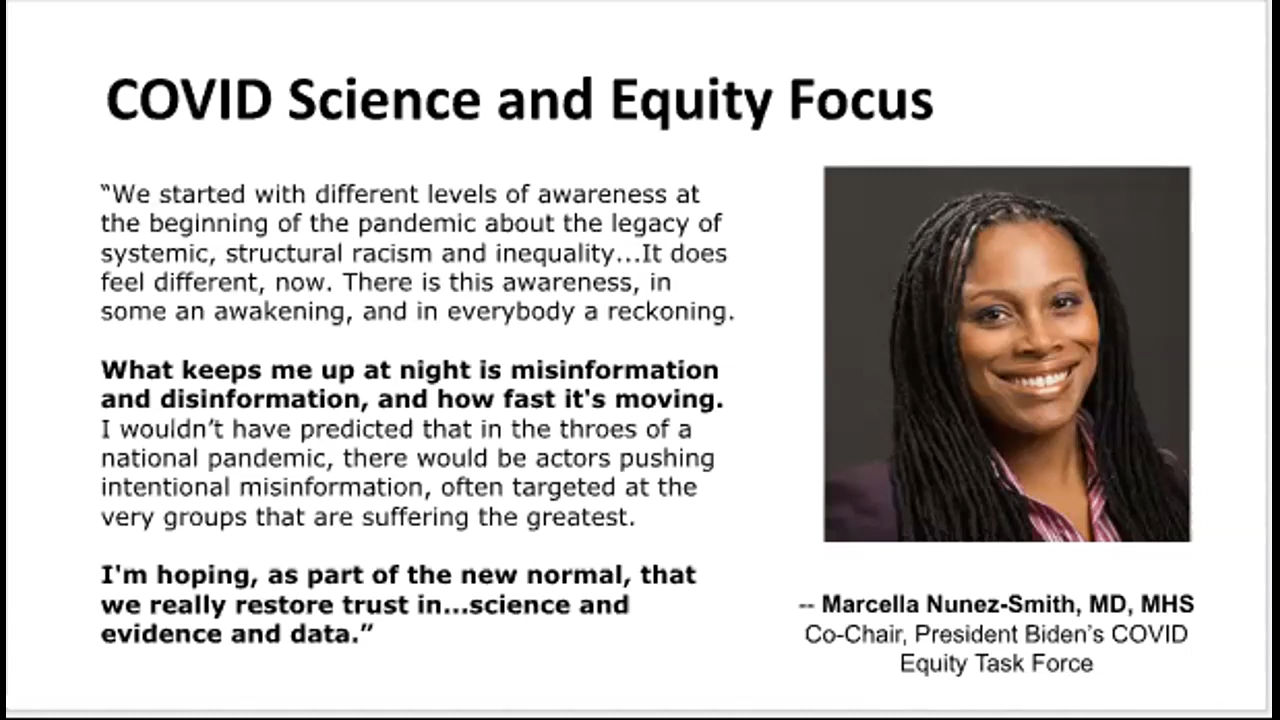 COVID Science and Equity Focus
“We started with different levels of awareness at
the beginning of the pandemic about the legacy of
systemic, structural racism and inequality...It does
feel different, now. There is this awareness, in
some an awakening, and in everybody a reckoning.
What keeps me up at night is misinformation
and disinformation, and how fast it's moving.
I wouldn’t have predicted that in the throes of a
national pandemic, there would be actors pushing
intentional misinformation, often targeted at the
very groups that are suffering the greatest.
I'm hoping, as part of the new normal, that
we really restore trust in...science and
evidence and data.”
-- Marcella Nunez-Smith, MD, MHS
Co-Chair, President Biden’s COVID
Equity Task Force